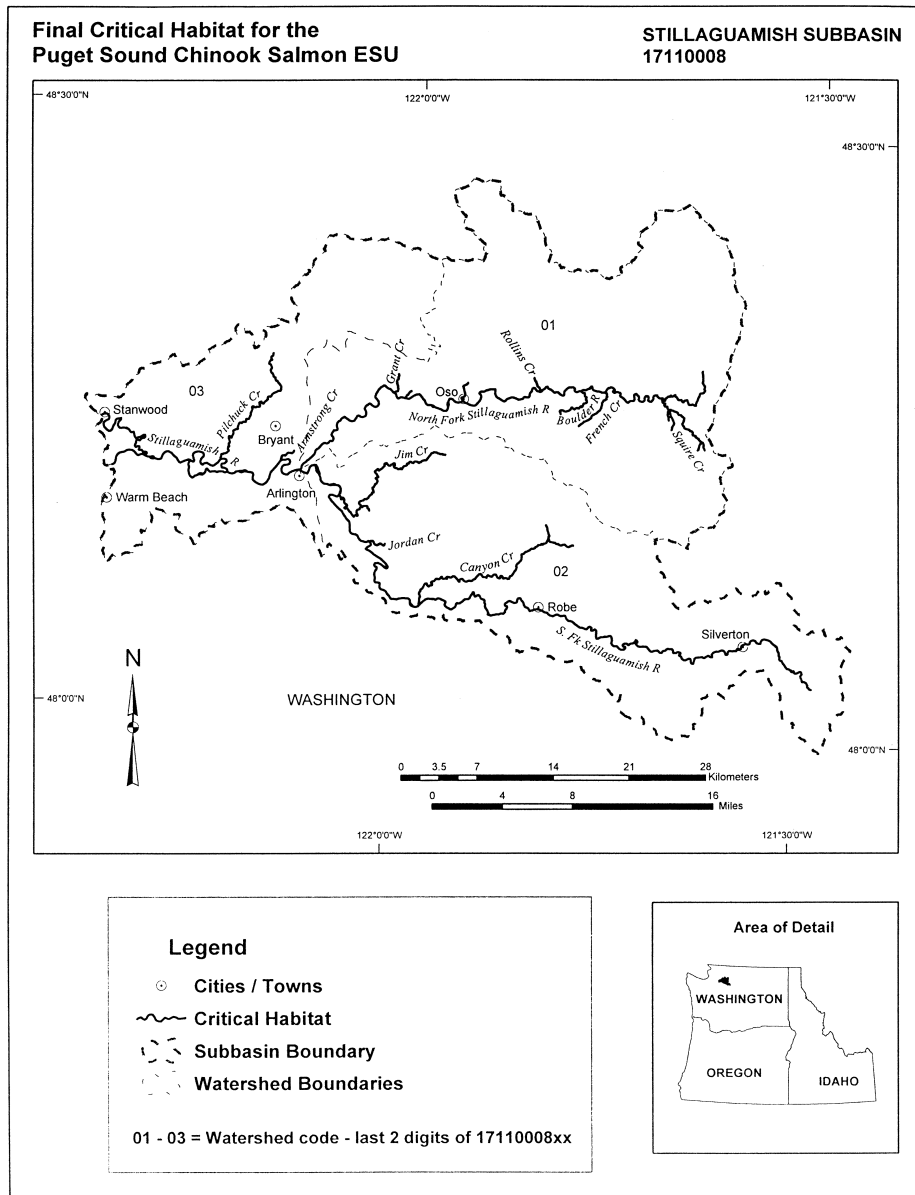 Final Critical Habitat for the
Puget Sound Chinook Salmon ESU
STILLAGUAMISH SUBBASIN
17110008
48°30'0"N
122°0'0"W
121°30'0"W
48°30'0"N
01
Rollins Cr
Grant Cr
03
Pilchuck Cr
Oso
Stanwood
North Fork Stillaguamish R
Boulder R
French Cr
Armstrong Cr
Bryant
Stillaguamish R
Squire Cr
Jim Cr
Arlington
Warm Beach
Jordan Cr
Canyon Cr
02
Robe
S. Fk Stillaguamish R
Silverton
N
48°0'0"N
WASHINGTON
48°0'0"N
0 3.5 7 14 21 28
Kilometers
0 4 8 16
Miles
122°0'0"W
121°30'0"W
Legend
Cities / Towns
Critical Habitat
Subbasin Boundary
Watershed Boundaries
01 - 03 = Watershed code - last 2 digits of 17110008xx
Area of Detail
WASHINGTON
OREGON
IDAHO